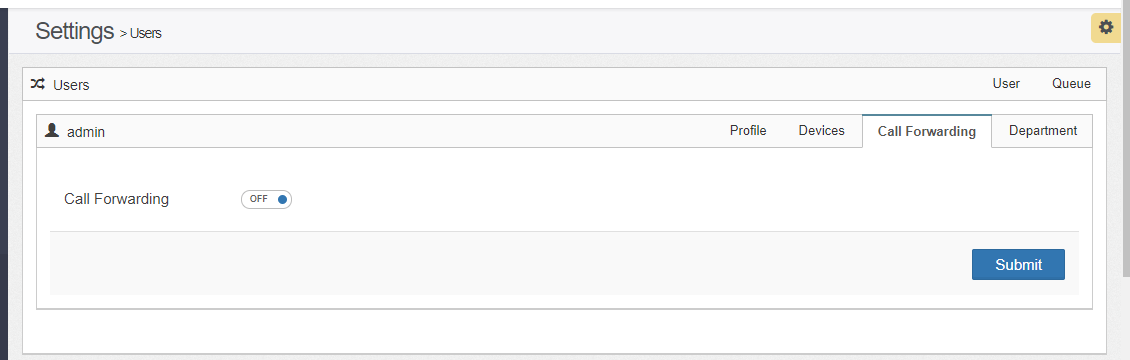 Settings > Users
Users User Queue
admin Profile Devices Call Forwarding Department
Call Forwarding OFF
Submit